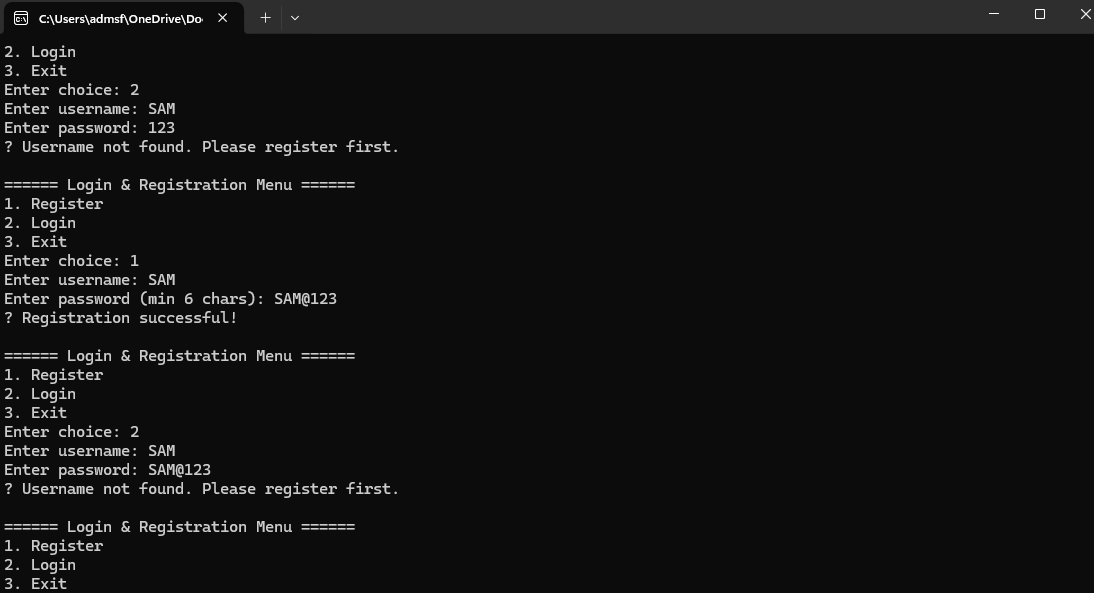 C:\Users\admsf\OneDrive\Do
2. Login
3. Exit
Enter choice: 2
Enter username: SAM
Enter password: 123
? Username not found. Please register first.
====== Login & Registration Menu ======
1. Register
2. Login
3. Exit
Enter choice: 1
Enter username: SAM
Enter password (min 6 chars): SAM@123
? Registration successful!
====== Login & Registration Menu ======
1. Register
2. Login
3. Exit
Enter choice: 2
Enter username: SAM
Enter password: SAM@123
? Username not found. Please register first.
====== Login & Registration Menu ======
1. Register
2. Login
3. Exit